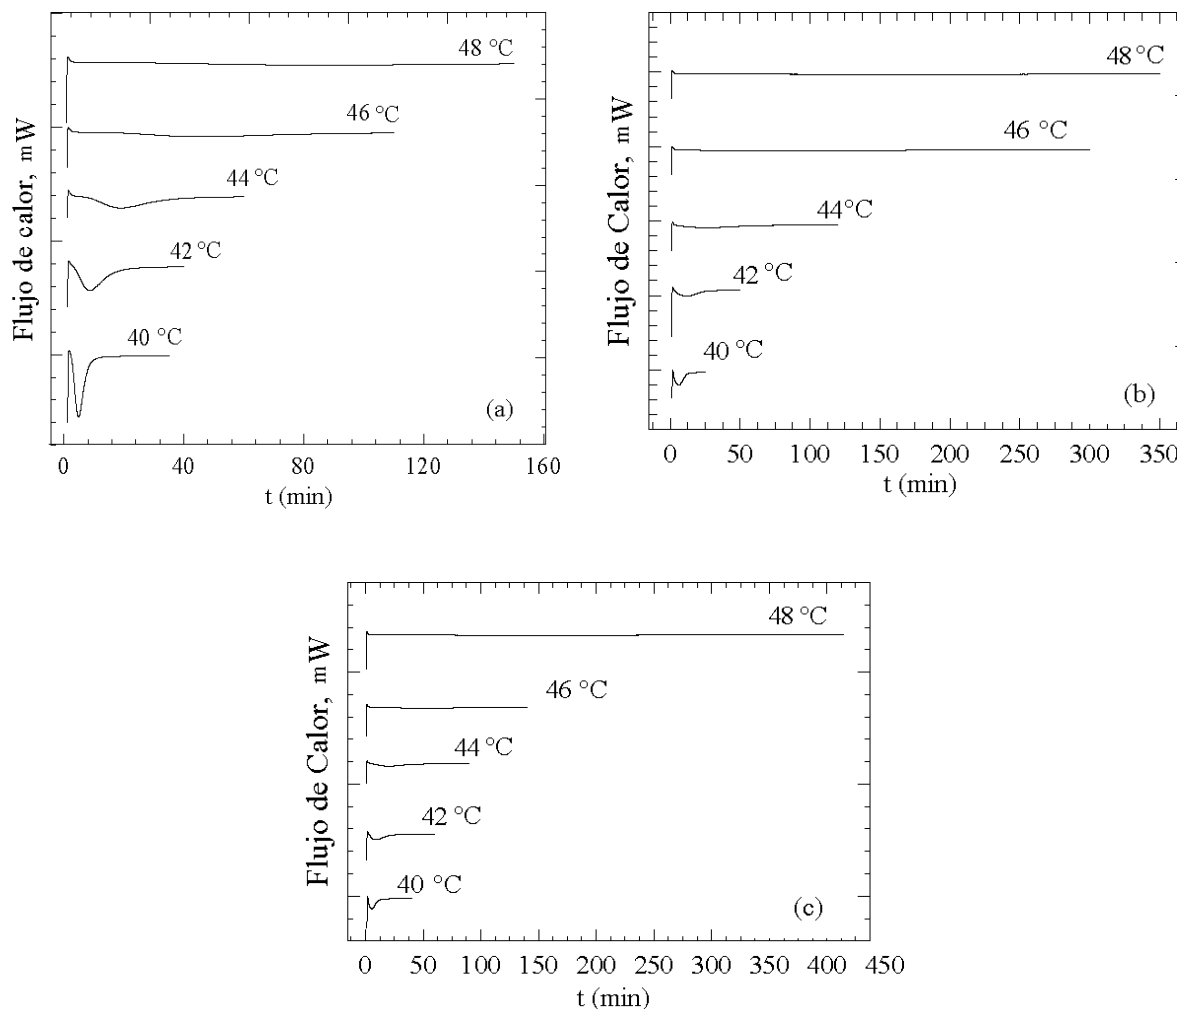 Flujo de calor, mW
48 °C
46 °C
44 °C
42 °C
40 °C
(a)
0 40 80 120 160
t (min)
Flujo de Calor, mW
48 °C
46 °C
44°C
42 °C
40 °C
(b)
0 50 100 150 200 250 300 350
t (min)
Flujo de Calor, mW
48 °C
46 °C
44 °C
42 °C
40 °C
(c)
0 50 100 150 200 250 300 350 400 450
t (min)